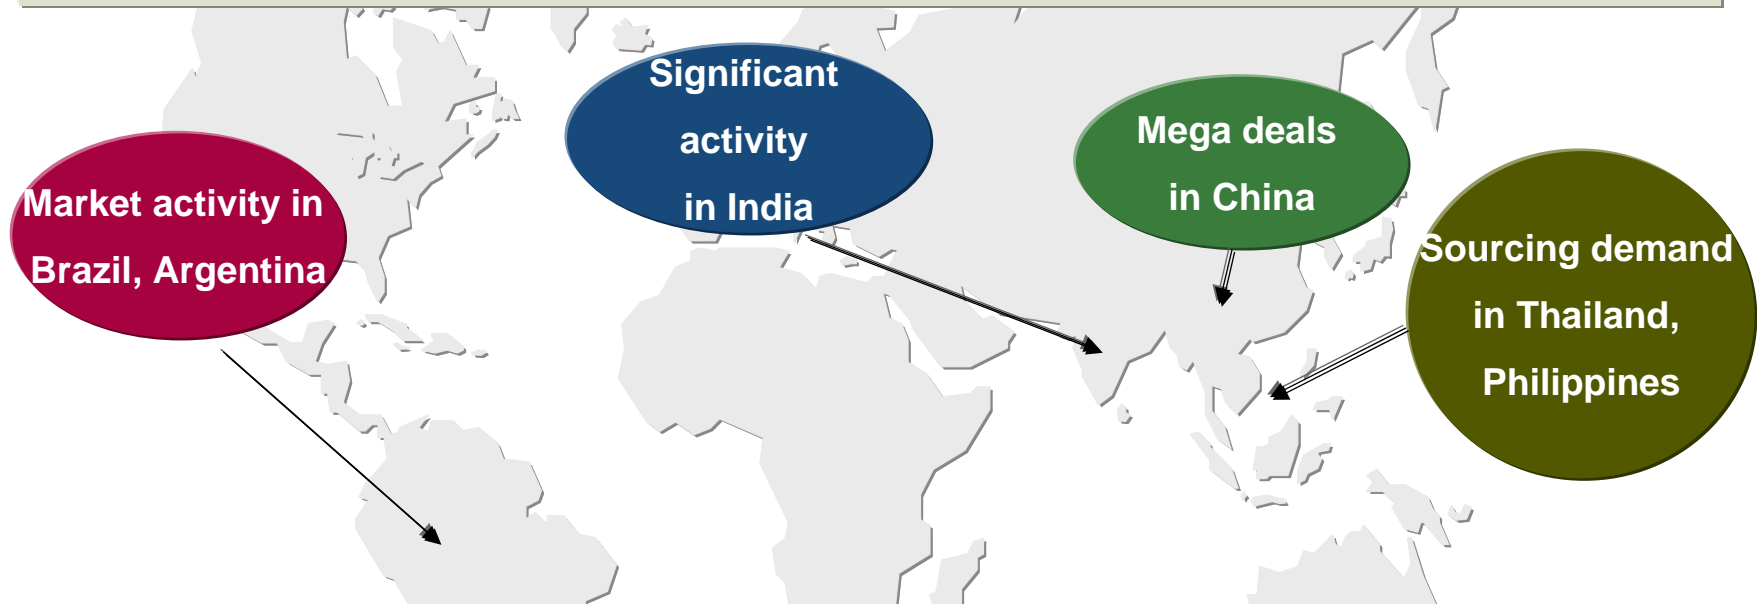 Market activity in
Brazil, Argentina
Significant
activity
in India
Mega deals
in China
Sourcing demand
in Thailand,
Philippines